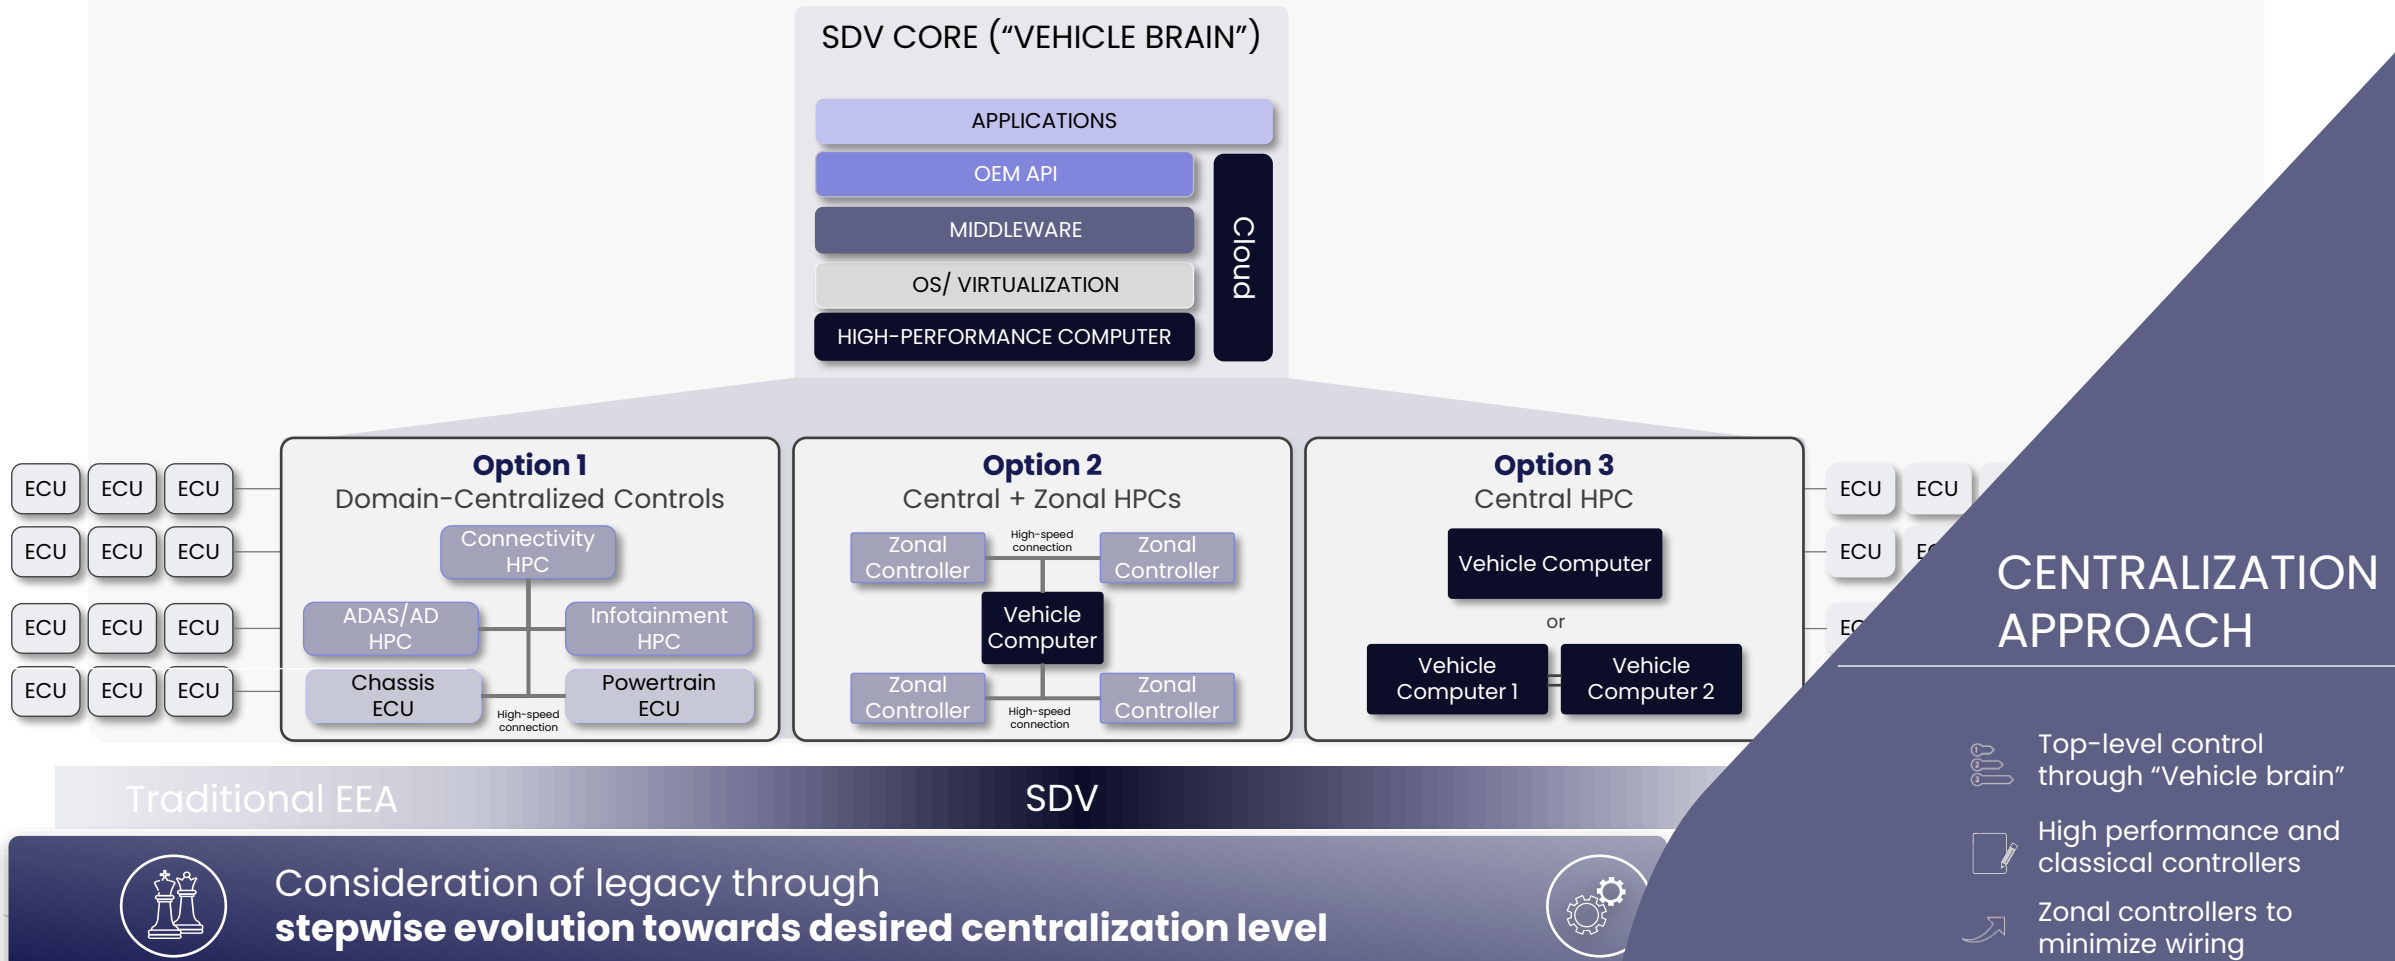 SDV CORE (“VEHICLE BRAIN”)
APPLICATIONS
OEM API
MIDDLEWARE
OS/ VIRTUALIZATION
HIGH-PERFORMANCE COMPUTER
Cloud
ECU ECU ECU
ECU ECU ECU
ECU ECU ECU
ECU ECU ECU
Option 1
Domain-Centralized Controls
Connectivity
HPC
ADAS/AD
HPC
Infotainment
HPC
Chassis
ECU
Powertrain
ECU
High-speed
connection
Option 2
Central + Zonal HPCs
Zonal
Controller
High-speed
connection
Zonal
Controller
Vehicle
Computer
Zonal
Controller
High-speed
connection
Zonal
Controller
Option 3
Central HPC
Vehicle Computer
or
Vehicle
Computer 1
Vehicle
Computer 2
ECU ECU
ECU
CENTRALIZATION
APPROACH
Top-level control
through “Vehicle brain”
High performance and
classical controllers
Zonal controllers to
minimize wiring
Traditional EEA
SDV
Consideration of legacy through
stepwise evolution towards desired centralization level